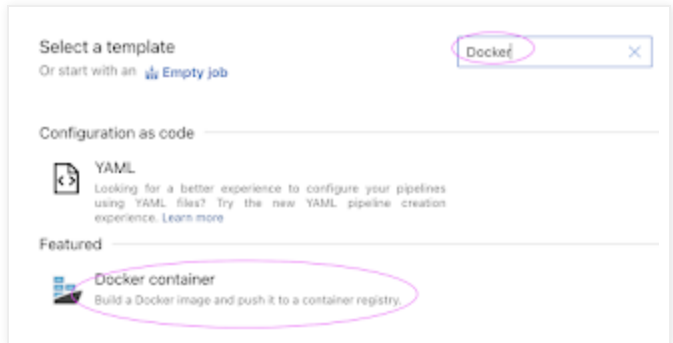 Select a template
Docker
Or start with an Empty job
Configuration as code
YAML
Looking for a better experience to configure your pipelines
using YAML files? Try the new YAML pipeline creation
experience. Learn more
Featured
Docker container
Build a Docker image and push it to a container registry.